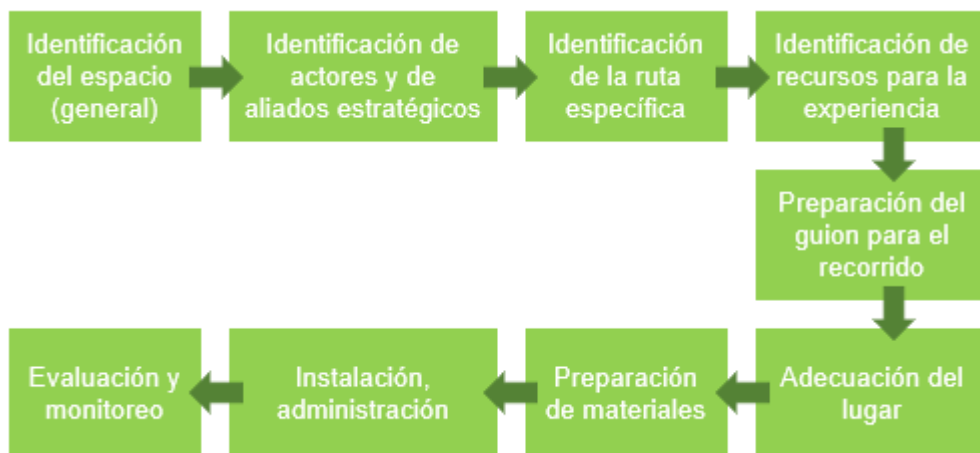 Identificación
del espacio
(general)
Identificación de
actores y de
aliados estratégicos
Identificación
de la ruta
específica
Identificación de
recursos para la
experiencia
Preparación del
guion para el
recorrido
Adecuación del
lugar
Preparación
de materiales
Instalación,
administración
Evaluación y
monitoreo